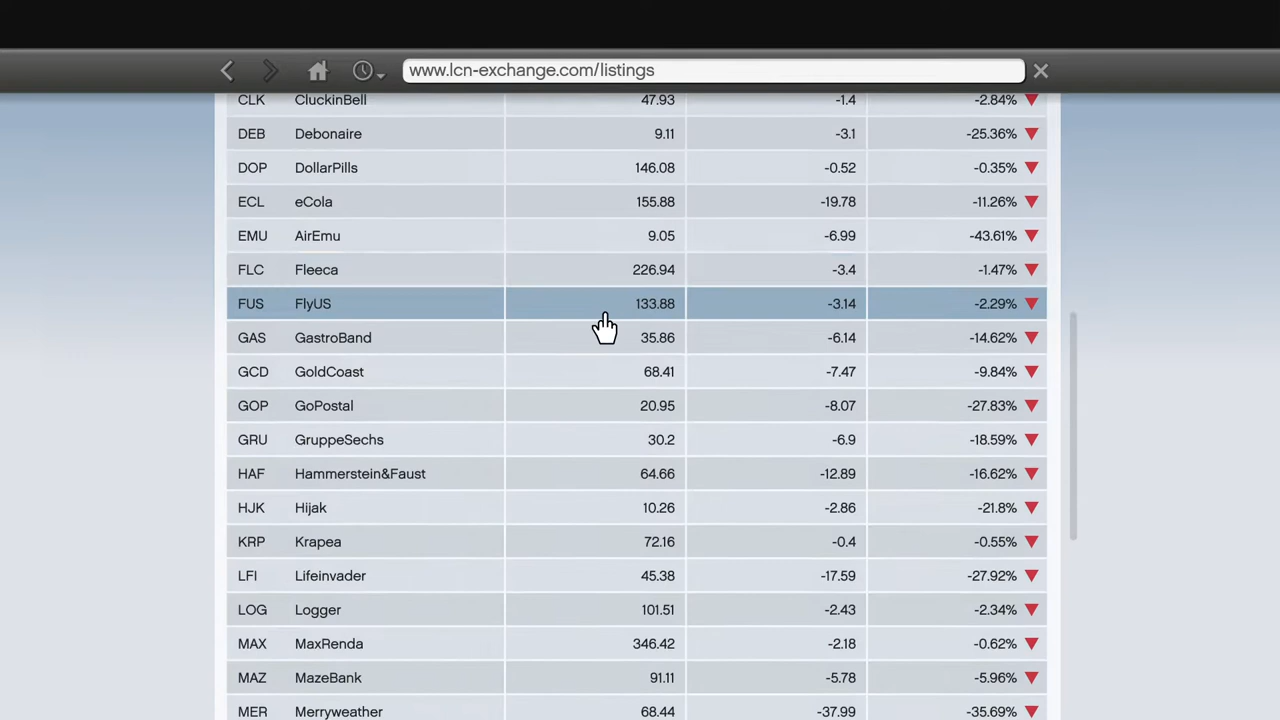 www.lcn-exchange.com/listings
CLK CluckinBell 47.93 -1.4 -2.84%
DEB Debonaire 9.11 -3.1 -25.36%
DOP DollarPills 146.08 -0.52 -0.35%
ECL eCola 155.88 -19.78 -11.26%
EMU AirEmu 9.05 -6.99 -43.61%
FLC Fleeca 226.94 -3.4 -1.47%
FUS FlyUS 133.88 -3.14 -2.29%
GAS GastroBand 35.86 -6.14 -14.62%
GCD GoldCoast 68.41 -7.47 -9.84%
GOP GoPostal 20.95 -8.07 -27.83%
GRU GruppeSechs 30.2 -6.9 -18.59%
HAF Hammerstein&Faust 64.66 -12.89 -16.62%
HJK Hijak 10.26 -2.86 -21.8%
KRP Krapea 72.16 -0.4 -0.55%
LFI Lifeinvader 45.38 -17.59 -27.92%
LOG Logger 101.51 -2.43 -2.34%
MAX MaxRenda 346.42 -2.18 -0.62%
MAZ MazeBank 91.11 -5.78 -5.96%
MER Merryweather 68.44 -37.99 -35.69%